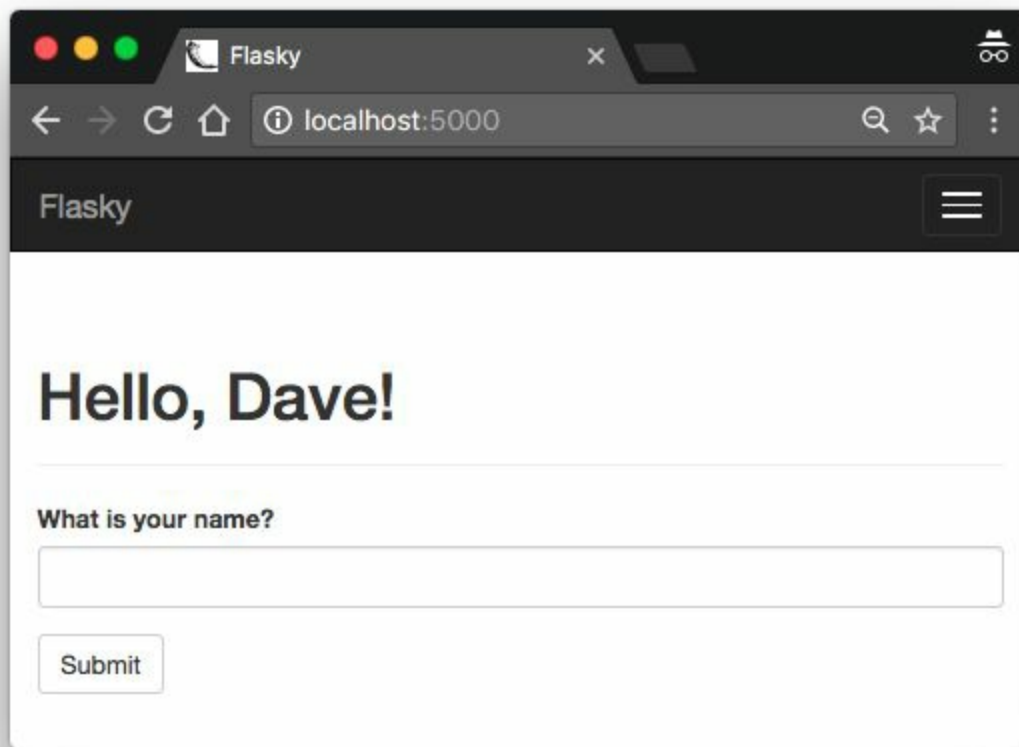 Flasky
localhost:5000
Flasky
Hello, Dave!
What is your name?
Submit